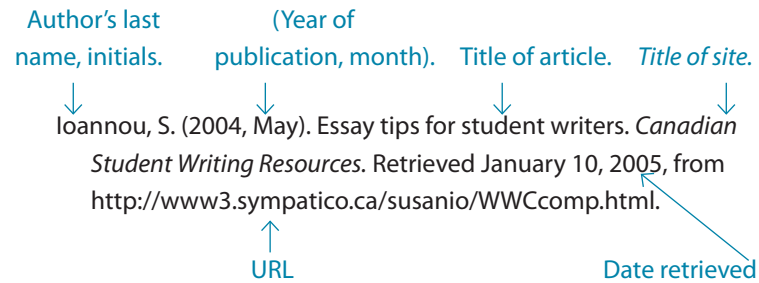 Author's last (Year of
name, initials. publication, month). Title of article. Title of site.
Ioannou, S. (2004, May). Essay tips for student writers. Canadian
Student Writing Resources. Retrieved January 10, 2005, from
http://www3.sympatico.ca/susanio/WWCcomp.html.
URL Date retrieved